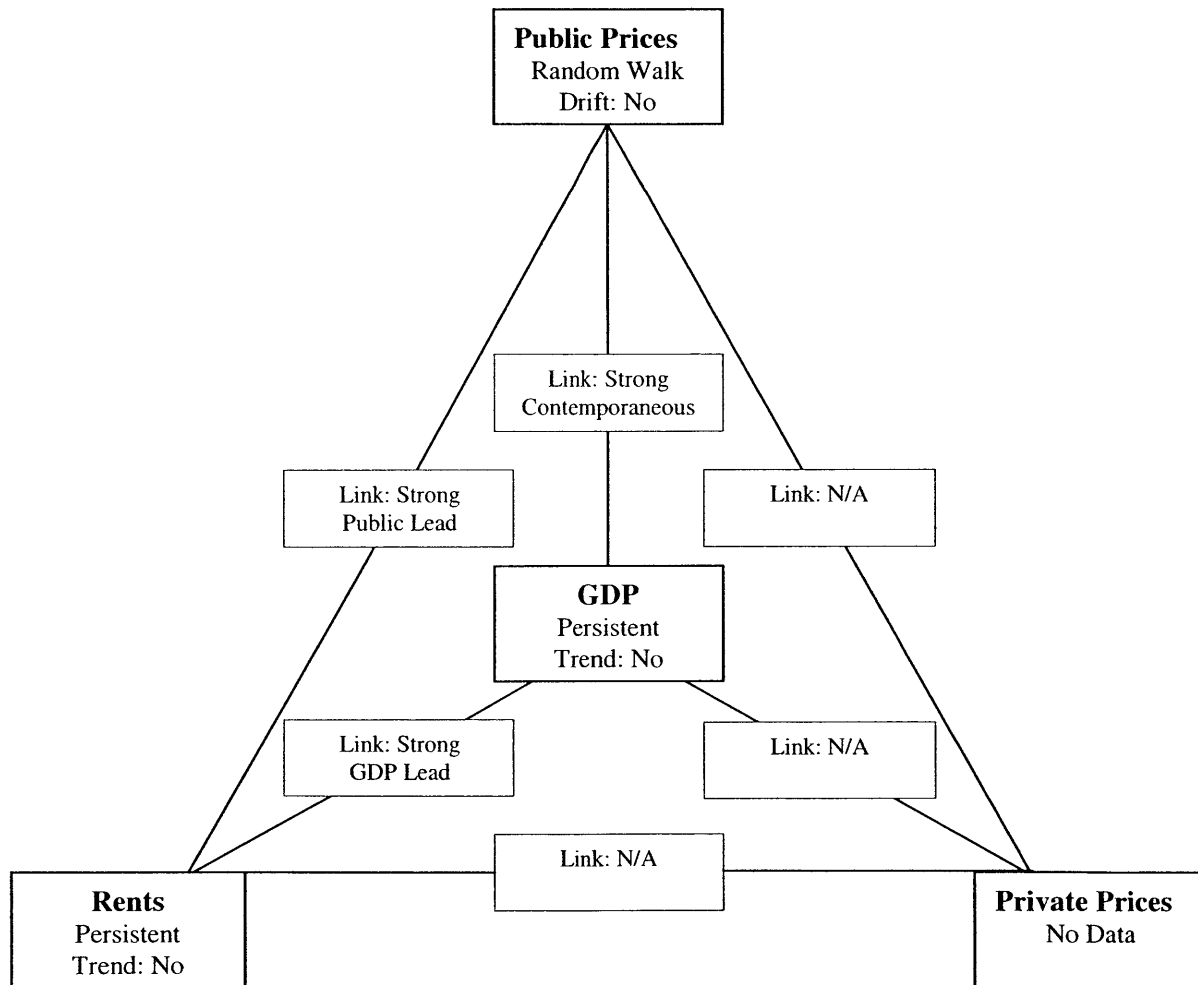 Public Prices
Random Walk
Drift: No
Link: Strong
Contemporaneous
Link: Strong
Public Lead
Link: N/A
GDP
Persistent
Trend: No
Link: Strong
GDP Lead
Link: N/A
Link: N/A
Rents
Persistent
Trend: No
Private Prices
No Data